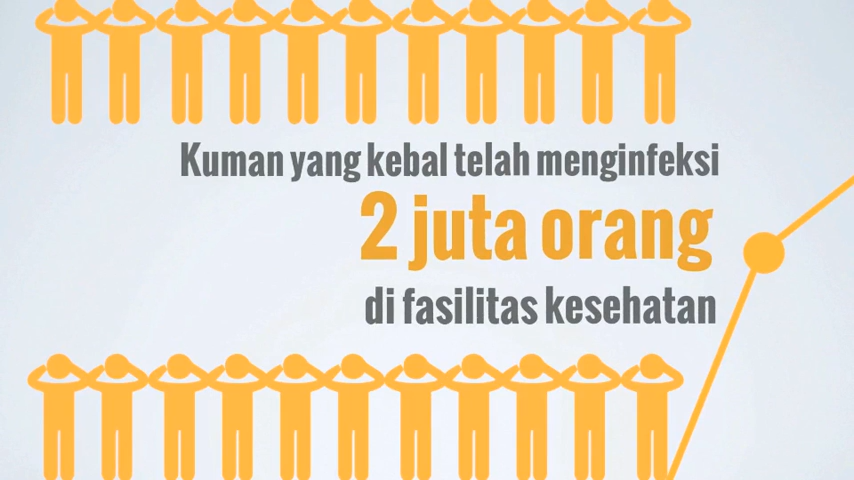 Kuman yang kebal telah menginfeksi
2 juta orang
di fasilitas kesehatan